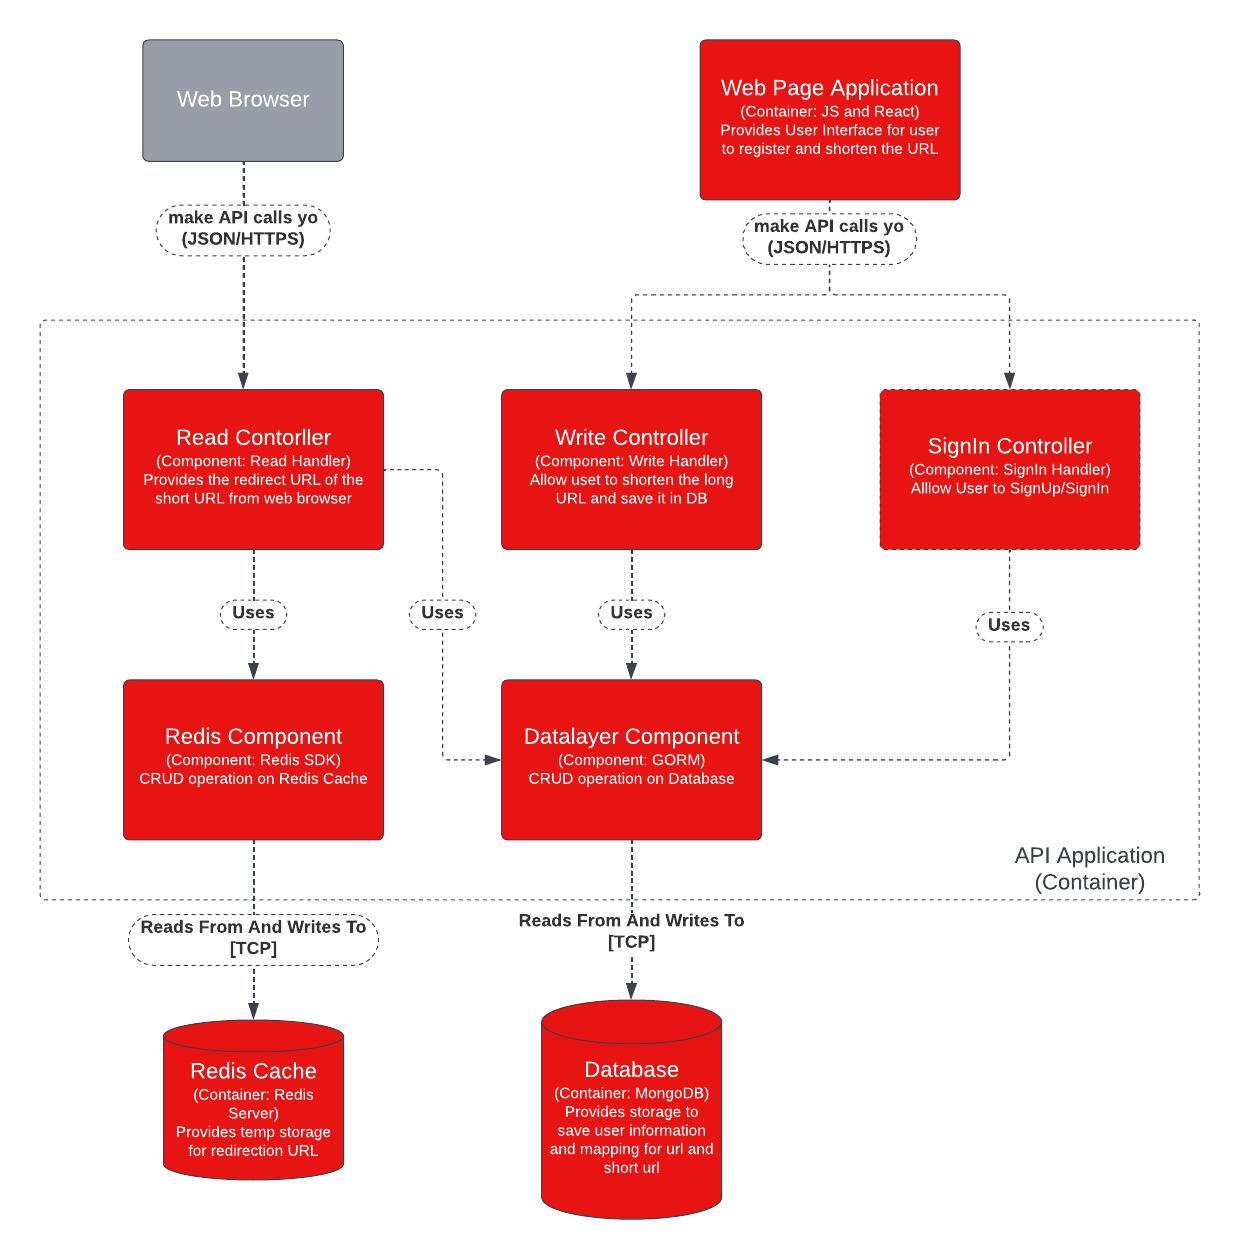 Web Browser
Web Page Application
(Container: JS and React)
Provides User Interface for user
to register and shorten the URL
make API calls yo
(JSON/HTTPS)
make API calls yo
(JSON/HTTPS)
Read Contorller
(Component: Read Handler)
Provides the redirect URL of the
short URL from web browser
Write Controller
(Component: Write Handler)
Allow uset to shorten the long
URL and save it in DB
SignIn Controller
(Component: SignIn Handler)
Alllow User to SignUp/SignIn
Uses
Uses
Uses
Uses
Redis Component
(Component: Redis SDK)
CRUD operation on Redis Cache
Datalayer Component
(Component: GORM)
CRUD operation on Database
API Application
(Container)
Reads From And Writes To
[TCP]
Reads From And Writes To
[TCP]
Redis Cache
(Container: Redis
Server)
Provides temp storage
for redirection URL
Database
(Container: MongoDB)
Provides storage to
save user information
and mapping for url and
short url